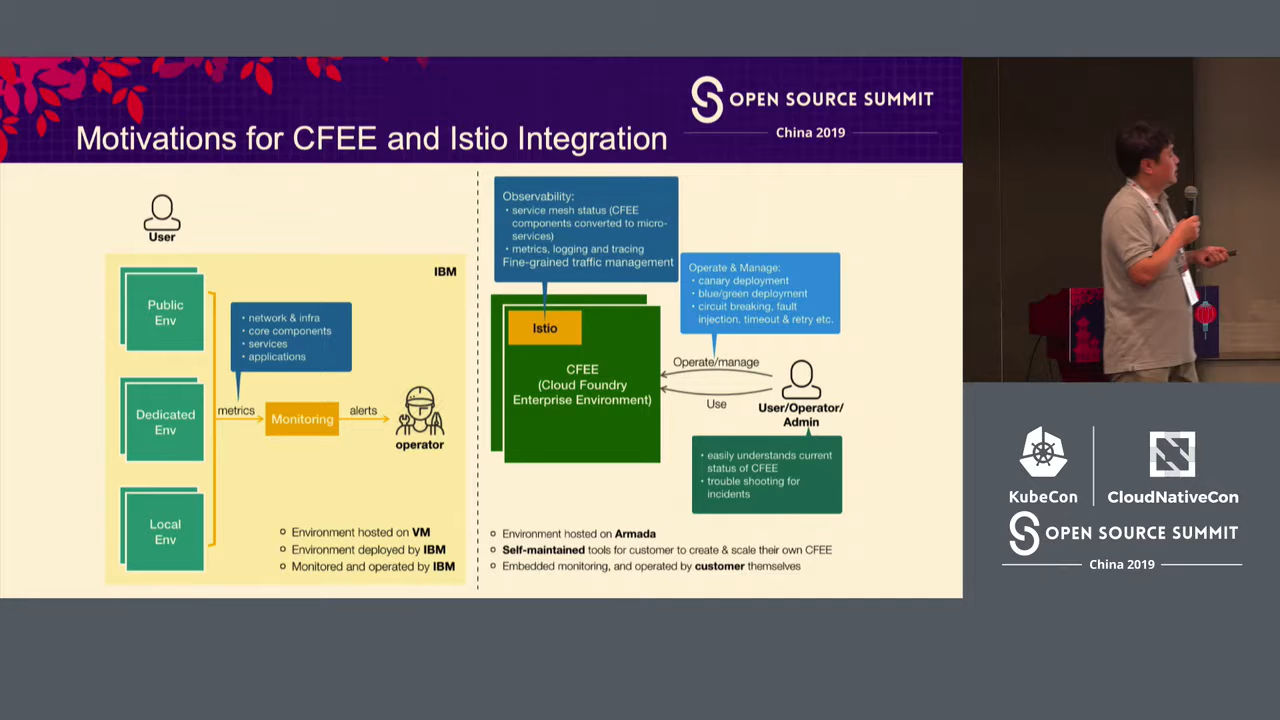 Motivations for CFEE and Istio Integration
OPEN SOURCE SUMMIT
China 2019
User
IBM
Public
Env
Dedicated
Env
Local
Env
• network & infra
• core components
• services
• applications
metrics
Monitoring
alerts
operator
Environment hosted on VM
Environment deployed by IBM
Monitored and operated by IBM
Observability:
• service mesh status (CFEE
components converted to micro-
services)
• metrics, logging and tracing
Fine-grained traffic management
Istio
CFEE
(Cloud Foundry
Enterprise Environment)
Operate & Manage:
• canary deployment
• blue/green deployment
• circuit breaking, fault
injection, timeout & retry etc.
Operate/manage
Use
User/Operator/
Admin
• easily understands current
status of CFEE
• trouble shooting for
incidents
Environment hosted on Armada
Self-maintained tools for customer to create & scale their own CFEE
Embedded monitoring, and operated by customer themselves
KubeCon
CloudNativeCon
OPEN SOURCE SUMMIT
China 2019